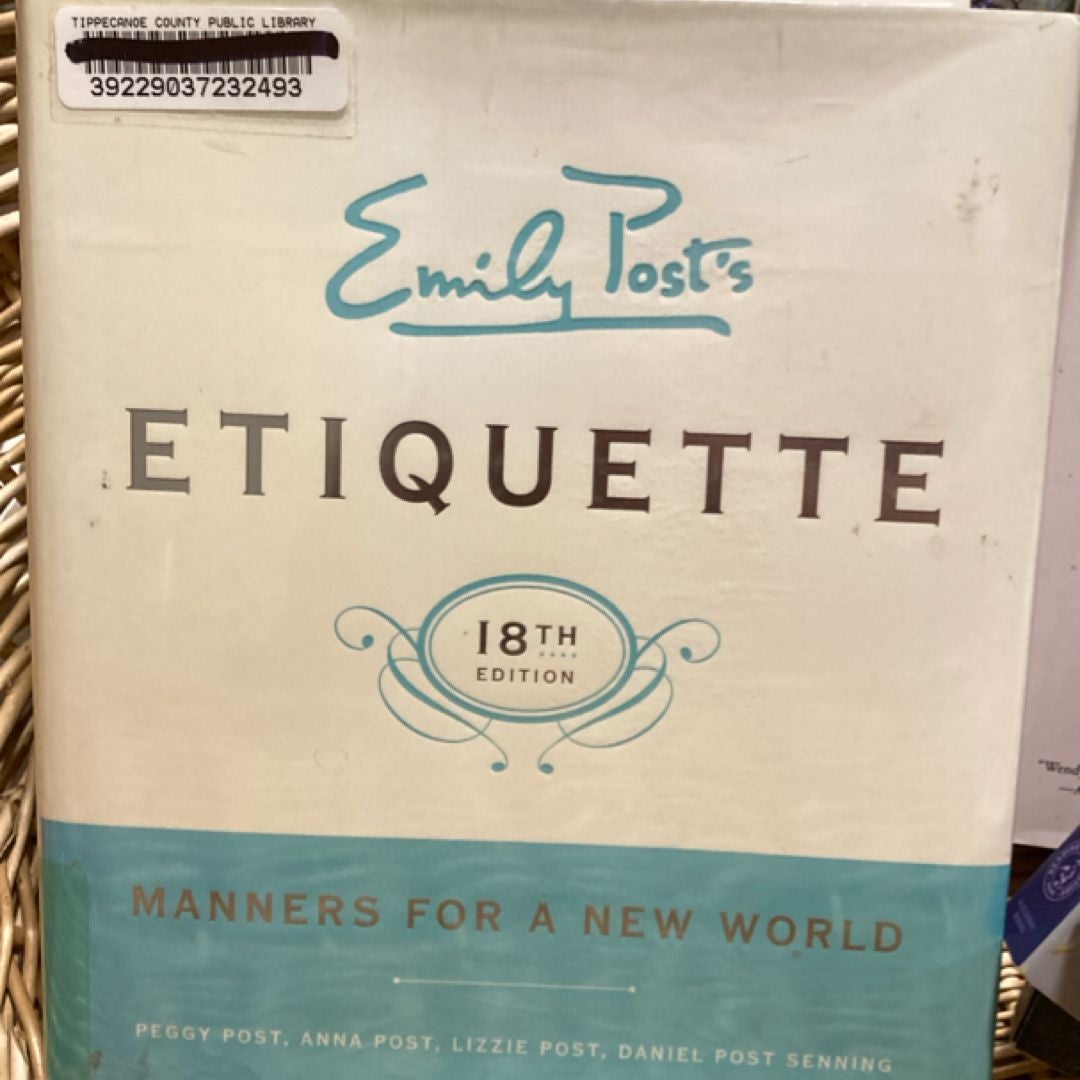 TIPPECANOE COUNTY PUBLIC LIBRARY
39229037232493
Emily Post's
ETIQUETTE
18TH
EDITION
"Wend
MANNERS FOR A NEW WORLD
PEGGY POST, ANNA POST, LIZZIE POST, DANIEL POST SENNING